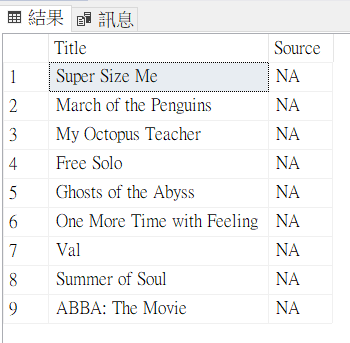 結果 訊息
Title Source
1 Super Size Me NA
2 March of the Penguins NA
3 My Octopus Teacher NA
4 Free Solo NA
5 Ghosts of the Abyss NA
6 One More Time with Feeling NA
7 Val NA
8 Summer of Soul NA
9 ABBA: The Movie NA